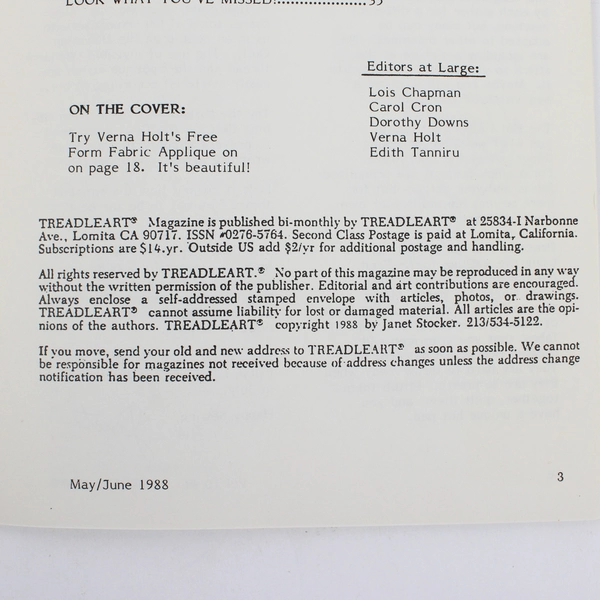 LOOK WHAT YOU'VE MISSED!.....................35
Editors at Large:
Lois Chapman
Carol Cron
Dorothy Downs
Verna Holt
Edith Tanniru
ON THE COVER:
Try Verna Holt's Free
Form Fabric Applique on
on page 18. It's beautiful!
TREADLEART® Magazine is published bi-monthly by TREADLEART® at 25834-I Narbonne
Ave., Lomita CA 90717. ISSN #0276-5764. Second Class Postage is paid at Lomita, California.
Subscriptions are $14.yr. Outside US add $2/yr for additional postage and handling.
All rights reserved by TREADLEART.® No part of this magazine may be reproduced in any way
without the written permission of the publisher. Editorial and art contributions are encouraged.
Always enclose a self-addressed stamped envelope with articles, photos, or drawings.
TREADLEART® cannot assume liability for lost or damaged material. All articles are the opi-
nions of the authors. TREADLEART® copyright 1988 by Janet Stocker. 213/534-5122.
If you move, send your old and new address to TREADLEART® as soon as possible. We cannot
be responsible for magazines not received because of address changes unless the address change
notification has been received.
May/June 1988
3